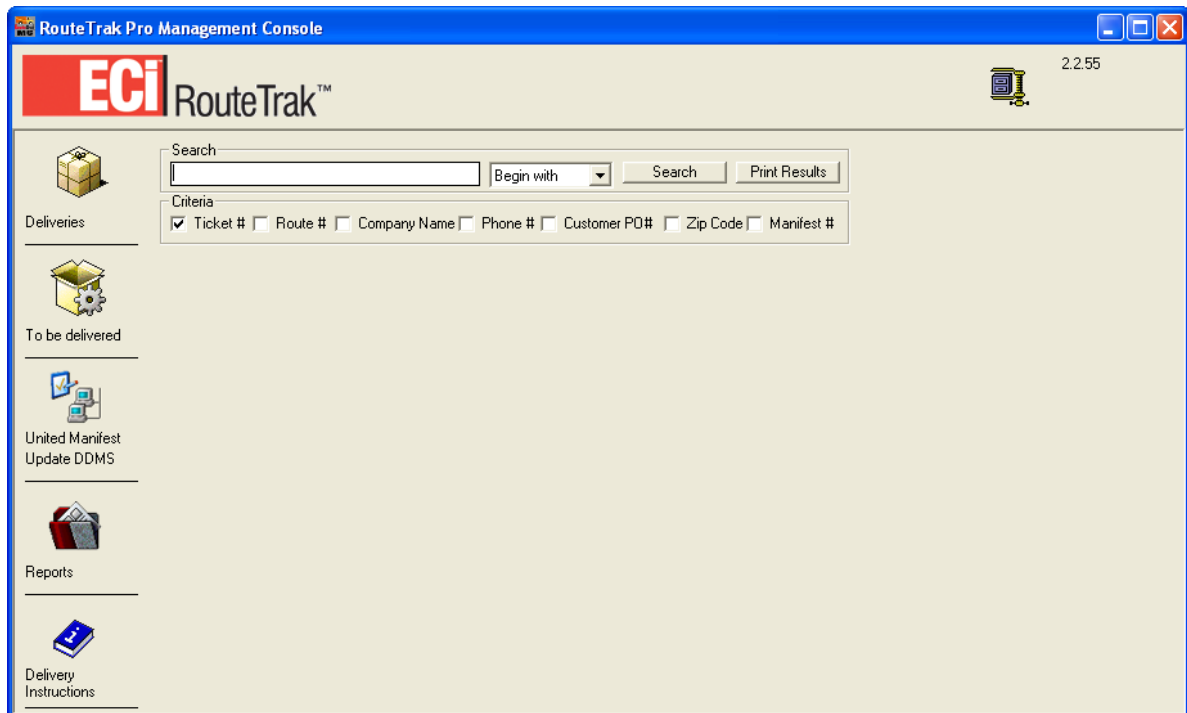 RouteTrak Pro Management Console
ECi RouteTrak™
2.2.55
Search
Begin with Search Print Results
Criteria
Ticket # Route # Company Name Phone # Customer PO# Zip Code Manifest #
Deliveries
To be delivered
United Manifest
Update DDMS
Reports
Delivery
Instructions